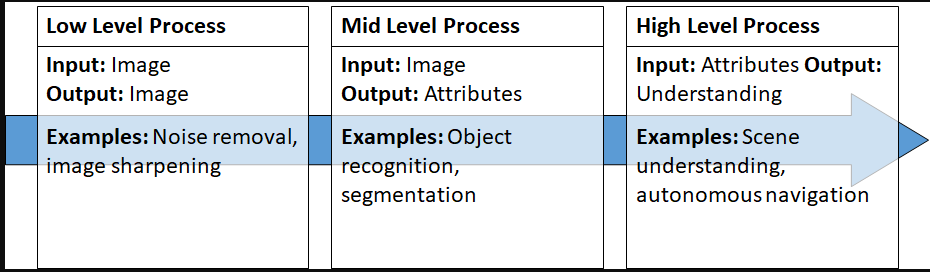 Low Level Process
Input: Image
Output: Image
Examples: Noise removal,
image sharpening
Mid Level Process
Input: Image
Output: Attributes
Examples: Object
recognition,
segmentation
High Level Process
Input: Attributes Output:
Understanding
Examples: Scene
understanding,
autonomous navigation